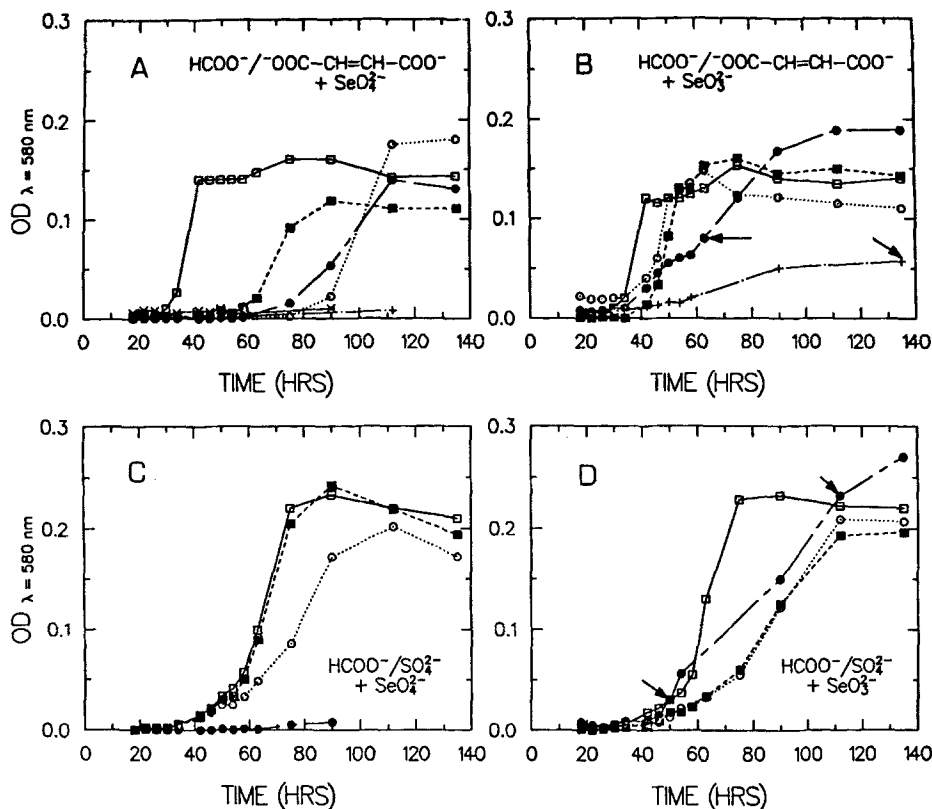 A HCOO⁻/⁻OOC-CH=CH-COO⁻
+ SeO₄²⁻
OD λ = 580 nm
0.3
0.2
0.1
0.0
0 20 40 60 80 100 120 140
TIME (HRS)
B HCOO⁻/⁻OOC-CH=CH-COO⁻
+ SeO₃²⁻
0.3
0.2
0.1
0.0
0 20 40 60 80 100 120 140
TIME (HRS)
C
OD λ = 580 nm
0.3
0.2
0.1
0.0
HCOO⁻/SO₄²⁻
+ SeO₄²⁻
0 20 40 60 80 100 120 140
TIME (HRS)
D
0.3
0.2
0.1
0.0
HCOO⁻/SO₄²⁻
+ SeO₃²⁻
0 20 40 60 80 100 120 140
TIME (HRS)